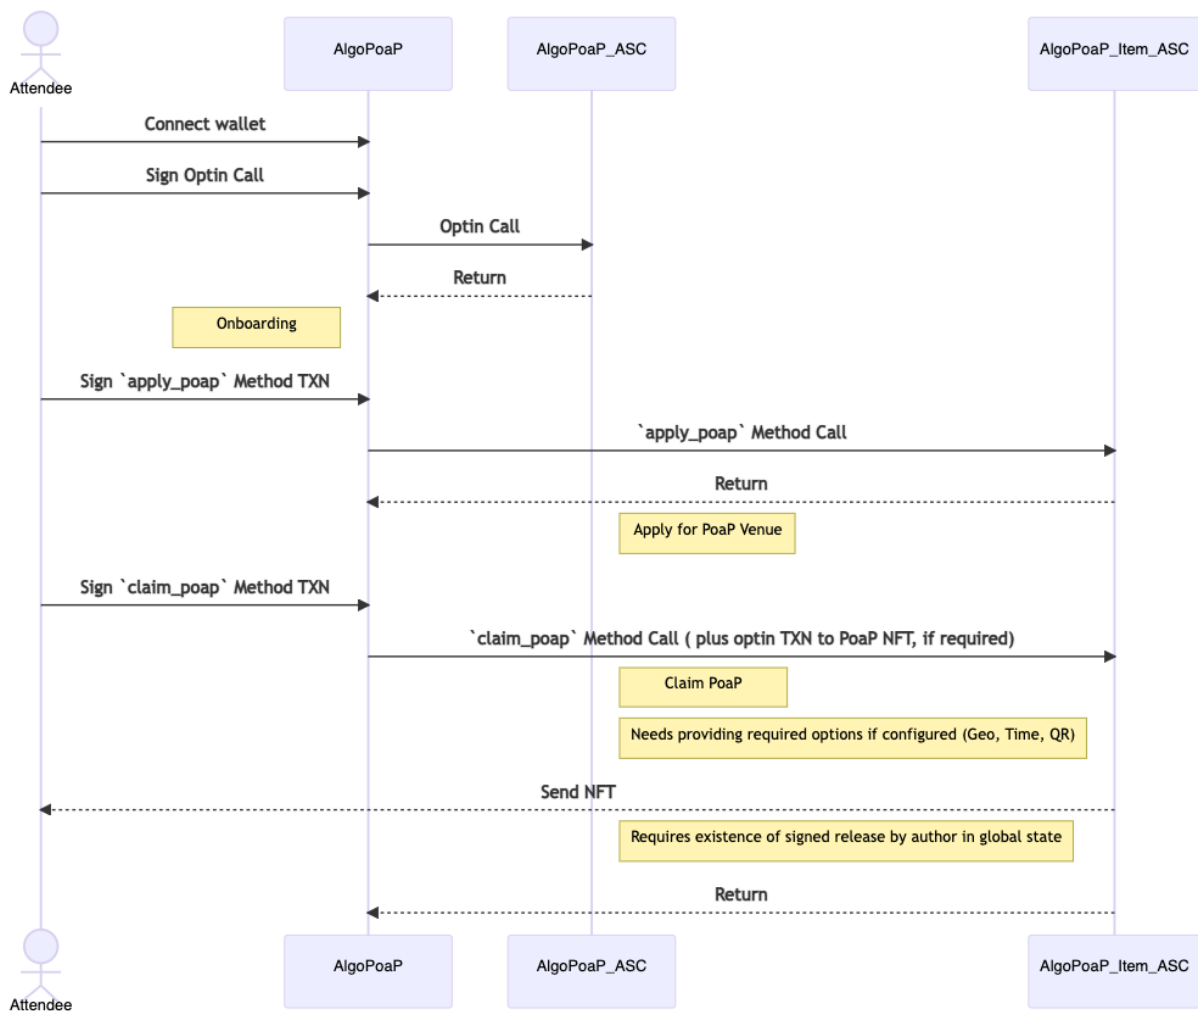 Attendee
AlgoPoaP
AlgoPoaP_ASC
AlgoPoaP_Item_ASC
Connect wallet
Sign Optin Call
Optin Call
Return
Onboarding
Sign `apply_poap` Method TXN
`apply_poap` Method Call
Return
Apply for PoaP Venue
Sign `claim_poap` Method TXN
`claim_poap` Method Call ( plus optin TXN to PoaP NFT, if required)
Claim PoaP
Needs providing required options if configured (Geo, Time, QR)
Send NFT
Requires existence of signed release by author in global state
Return
Attendee
AlgoPoaP
AlgoPoaP_ASC
AlgoPoaP_Item_ASC